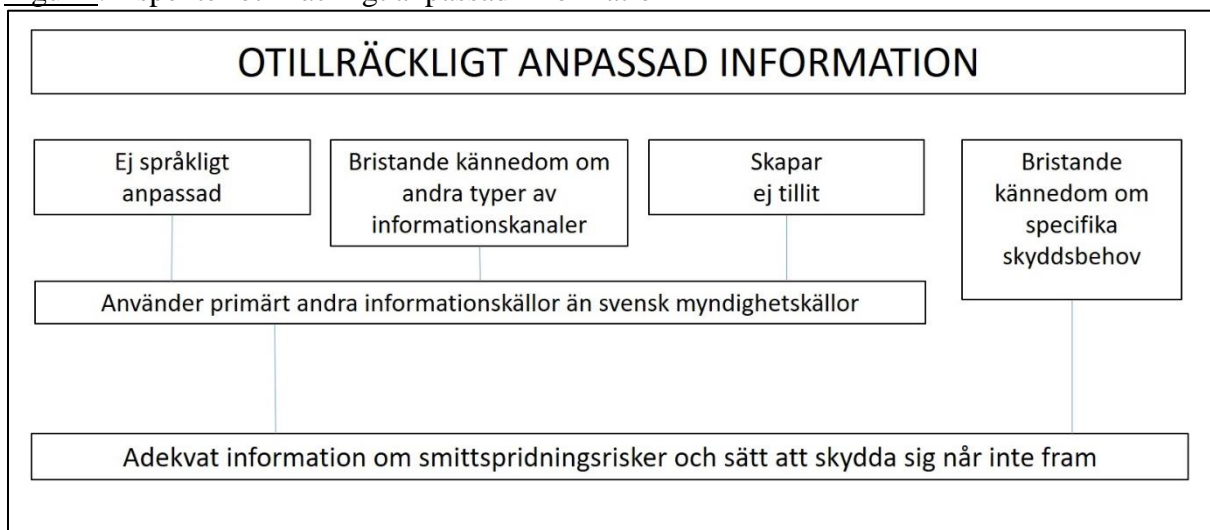 OTILLRÄCKLIGT ANPASSAD INFORMATION
Ej språkligt
anpassad
Bristande kännedom om
andra typer av
informationskanaler
Skapar
ej tillit
Bristande
kännedom om
specifika
skyddsbehov
Använder primärt andra informationskällor än svensk myndighetskällor
Adekvat information om smittspridningsrisker och sätt att skydda sig når inte fram